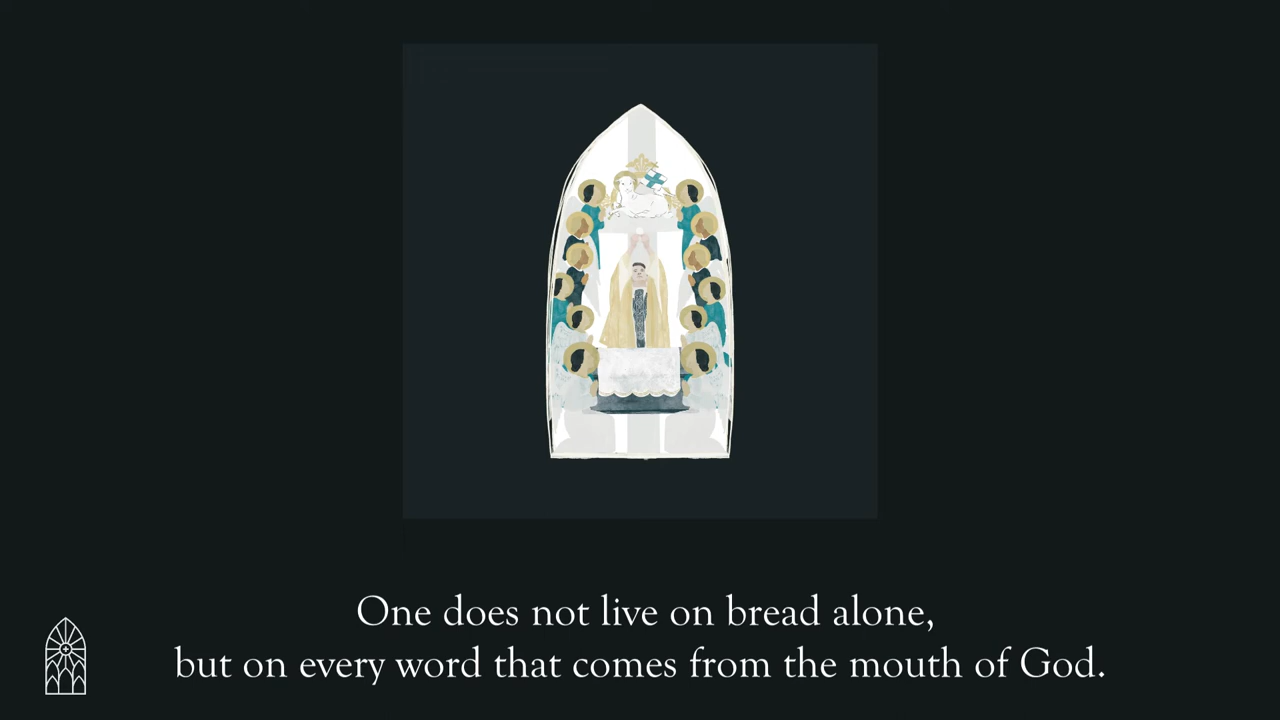 One does not live on bread alone,
but on every word that comes from the mouth of God.